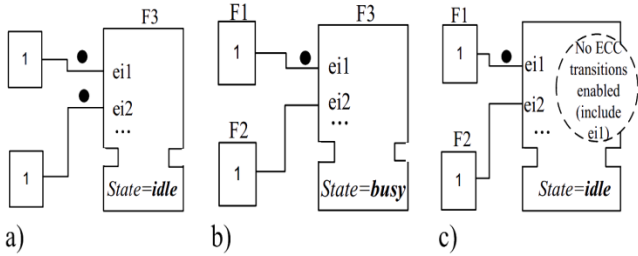 F3
1
ei1
ei2
...
1
State=idle
a)
F1
F3
1
ei1
ei2
...
F2
1
State=busy
b)
F1
1
ei1
ei2
...
No ECC
transitions
enabled
(include
ei1)
F2
1
State=idle
c)